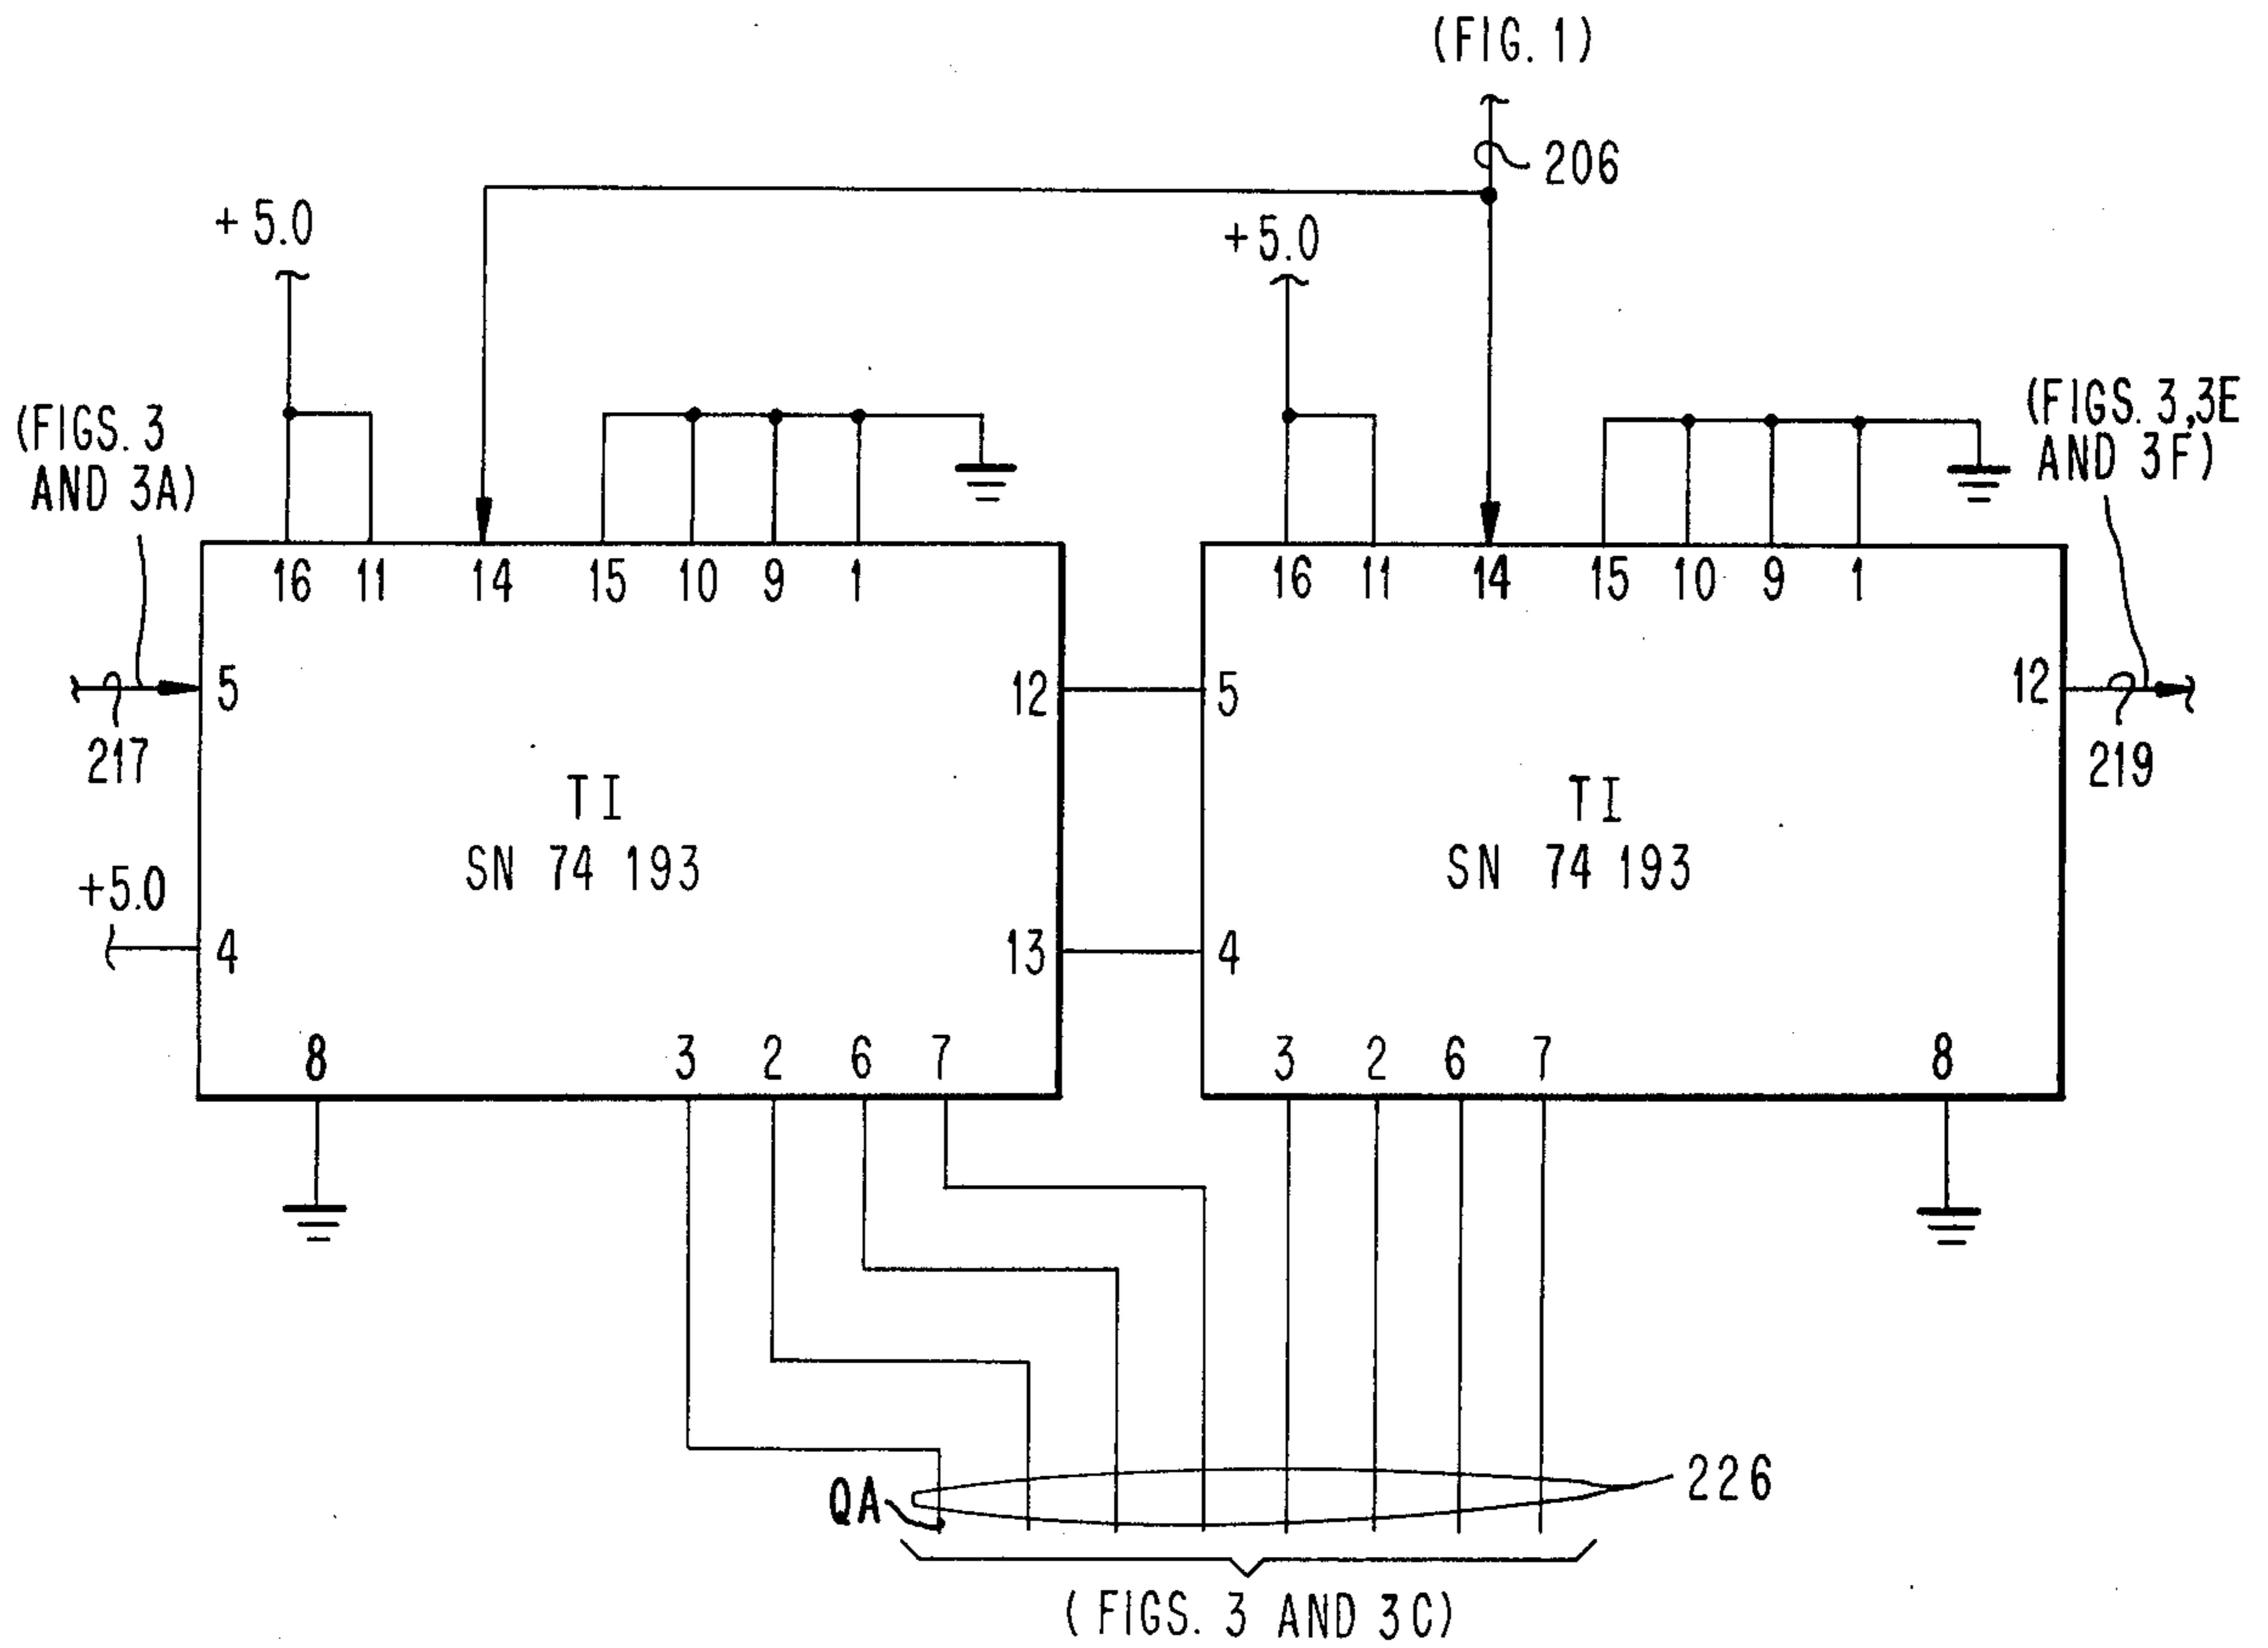 (FIG. 1)
206
+ 5.0
+5.0
(FIGS. 3
AND 3A)
(FIGS. 3,3E
AND 3F)
16 11 14 15 10 9 1
16 11 14 15 10 9 1
5
12
5
12
217
219
TI
SN 74 193
TI
SN 74 193
+5.0
4
13
4
8 3 2 6 7
3 2 6 7 8
QA
226
(FIGS. 3 AND 3C)